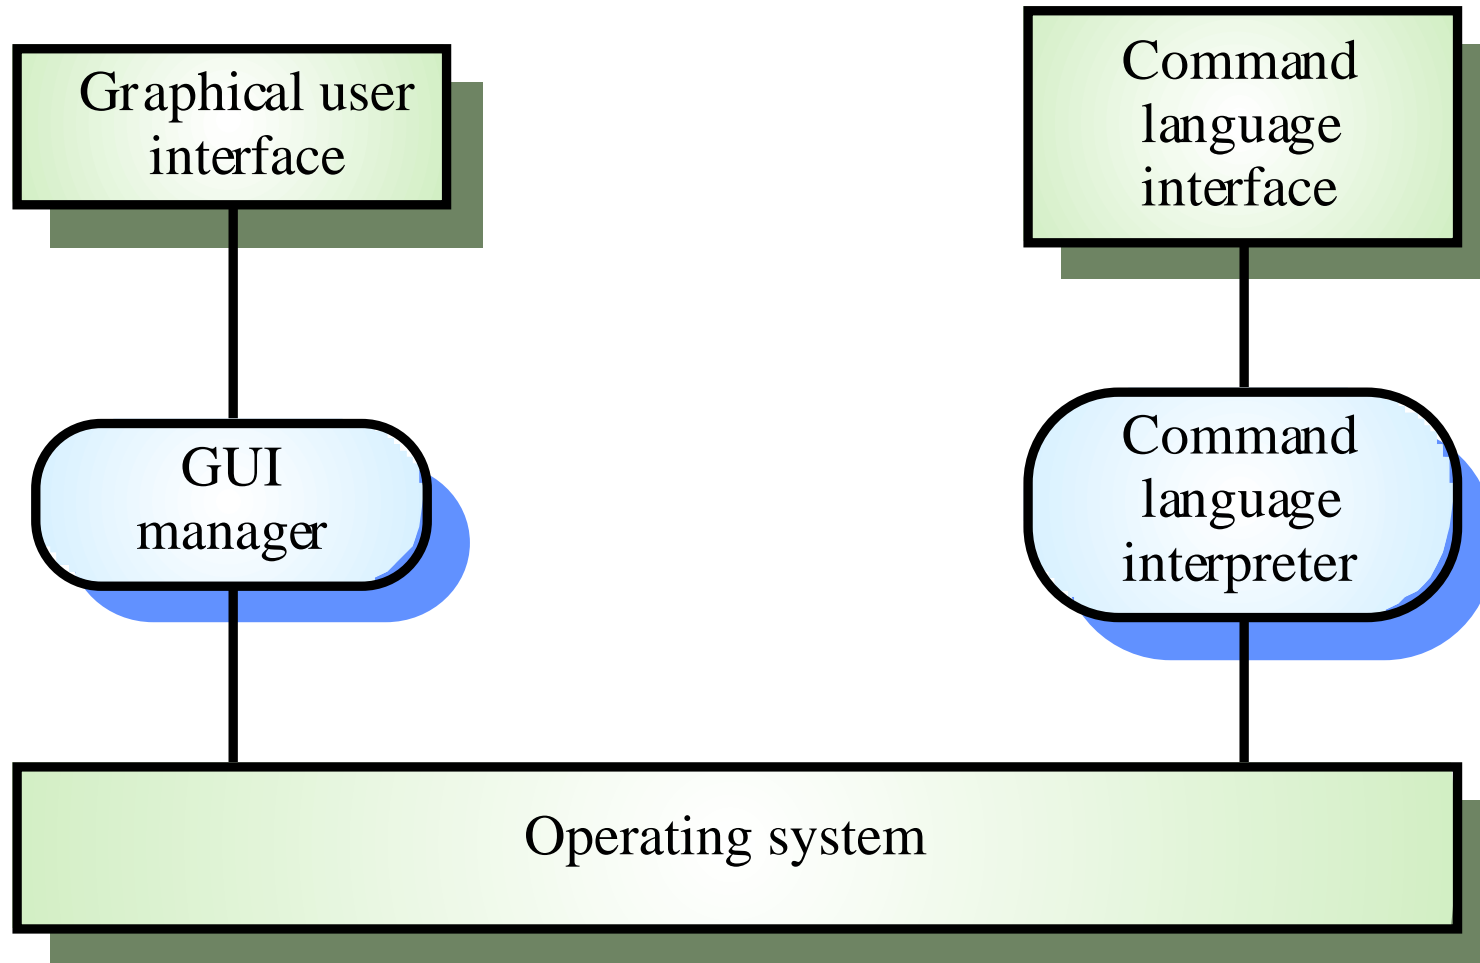 Graphical user
interface
Command
language
interface
GUI
manager
Command
language
interpreter
Operating system